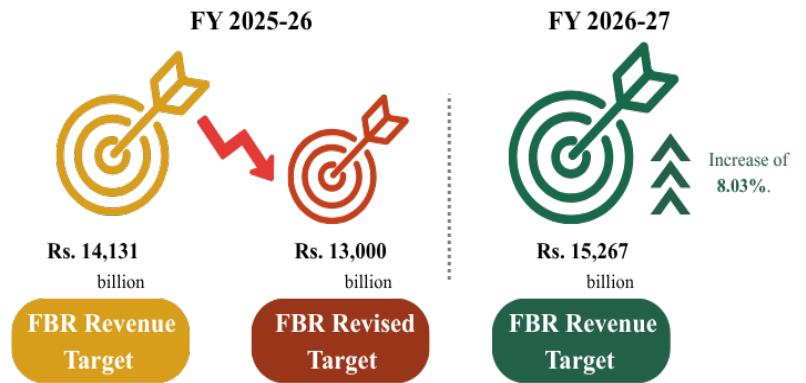 FY 2025-26
Rs. 14,131
billion
FBR Revenue
Target
Rs. 13,000
billion
FBR Revised
Target
FY 2026-27
Increase of
8.03%.
Rs. 15,267
billion
FBR Revenue
Target